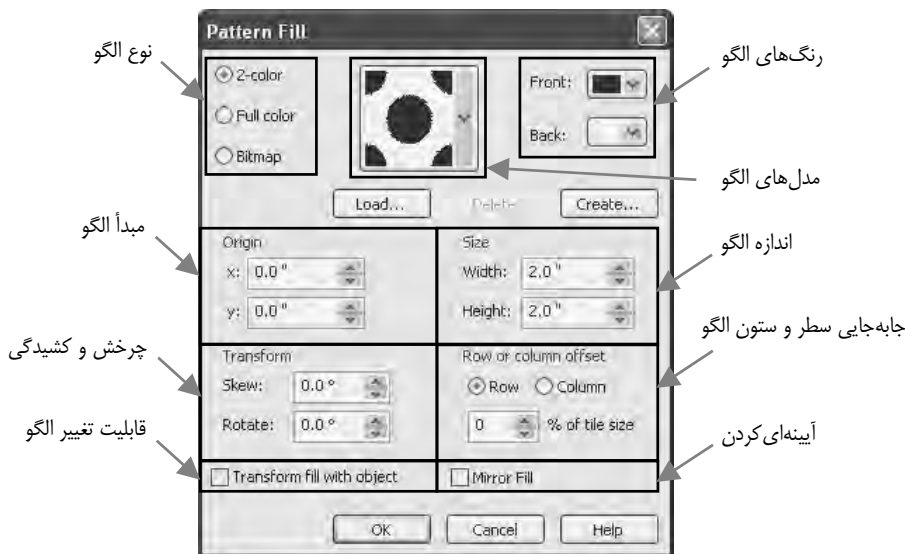 Pattern Fill
نوع الگو
2-color
Full color
Bitmap
Front:
Back:
رنگ‌های الگو
مدل‌های الگو
Load...
Delete
Create...
مبدأ الگو
Origin
x: 0.0 "
y: 0.0 "
Size
Width: 2.0 "
Height: 2.0 "
اندازه الگو
چرخش و کشیدگی
Transform
Skew: 0.0 °
Rotate: 0.0 °
Row or column offset
Row Column
0 % of tile size
جابه‌جایی سطر و ستون الگو
قابلیت تغییر الگو
Transform fill with object
Mirror Fill
آیینه‌ای کردن
OK
Cancel
Help